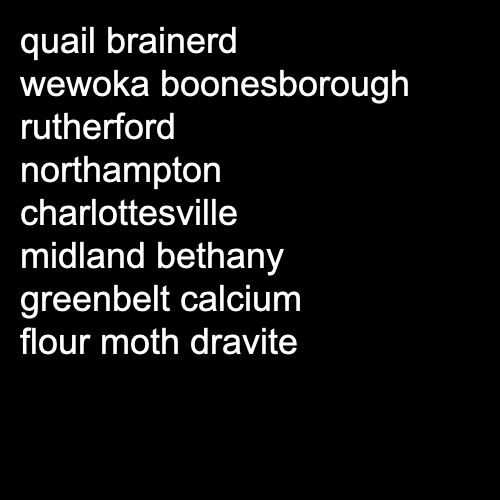 quail brainerd
wewoka boonesborough
rutherford
northampton
charlottesville
midland bethany
greenbelt calcium
flour moth dravite